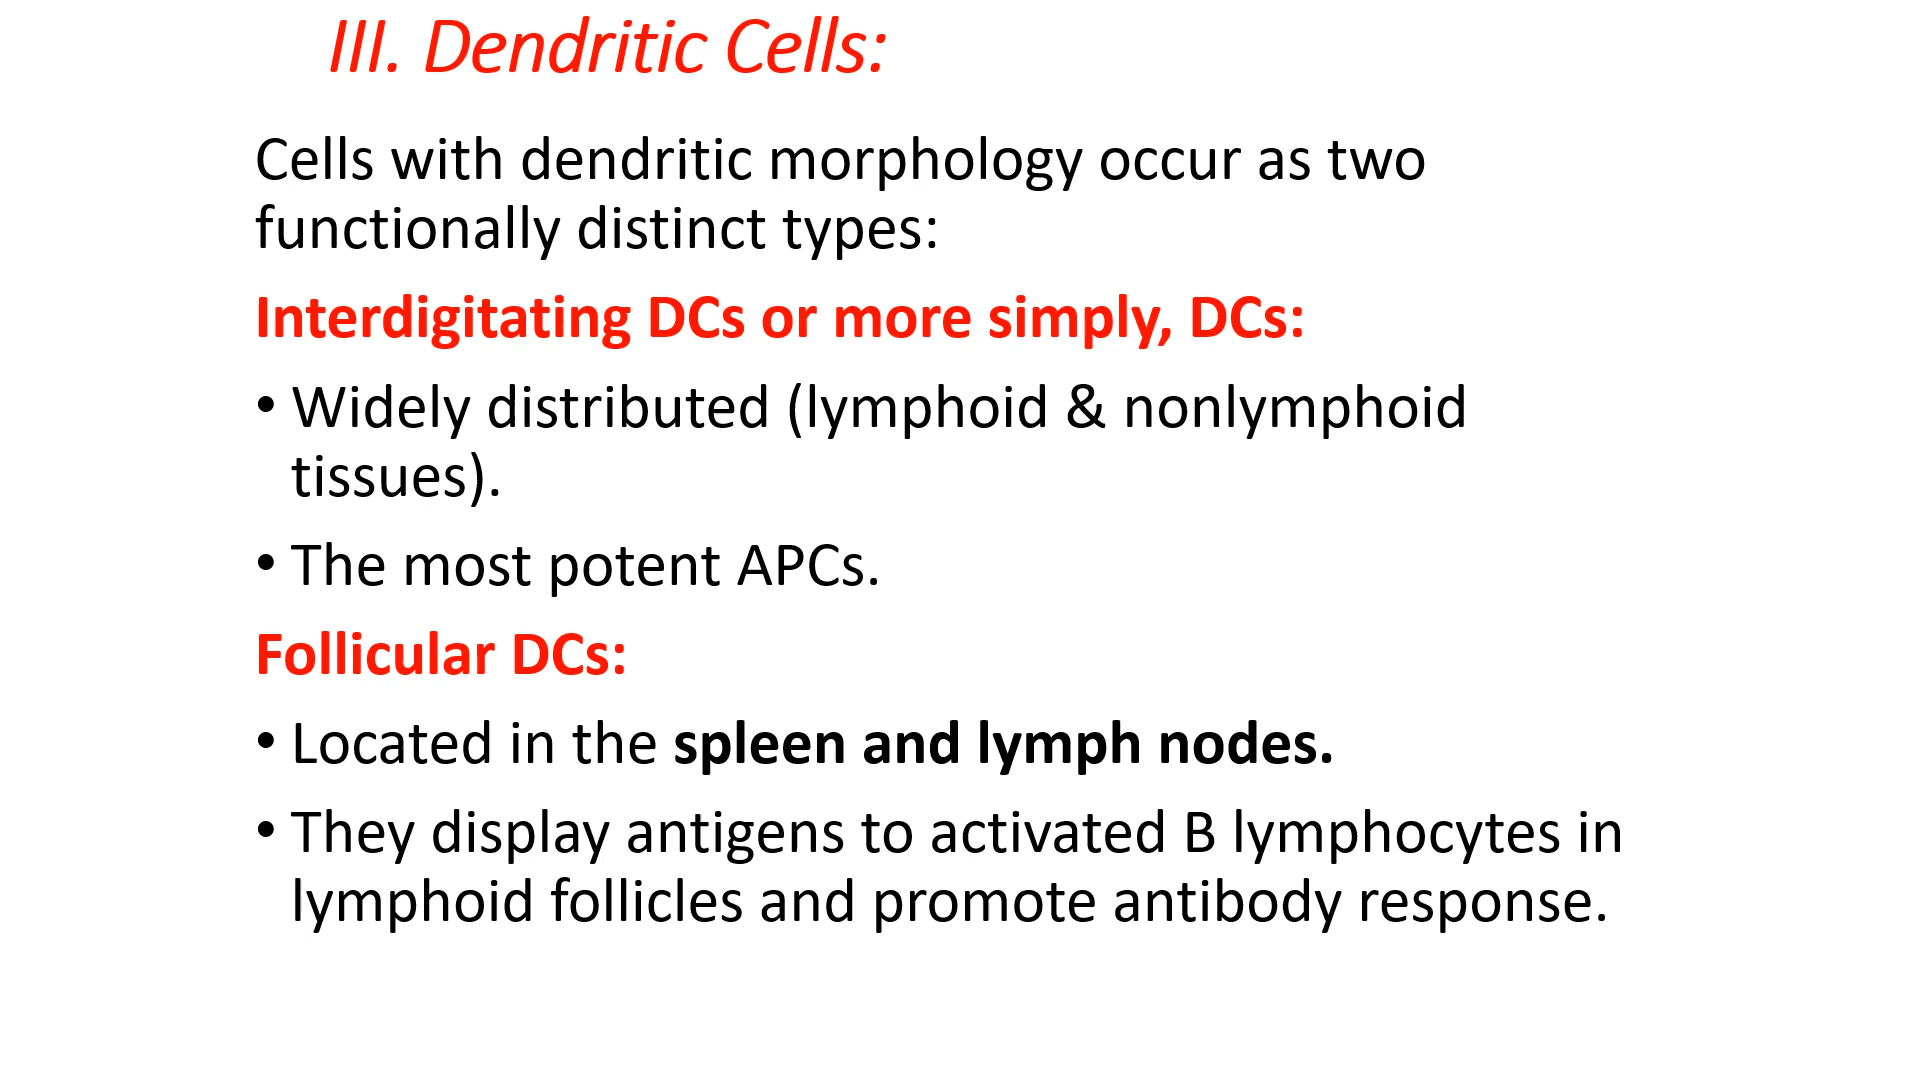 III. Dendritic Cells:
Cells with dendritic morphology occur as two
functionally distinct types:
Interdigitating DCs or more simply, DCs:
• Widely distributed (lymphoid & nonlymphoid
tissues).
• The most potent APCs.
Follicular DCs:
• Located in the spleen and lymph nodes.
• They display antigens to activated B lymphocytes in
lymphoid follicles and promote antibody response.